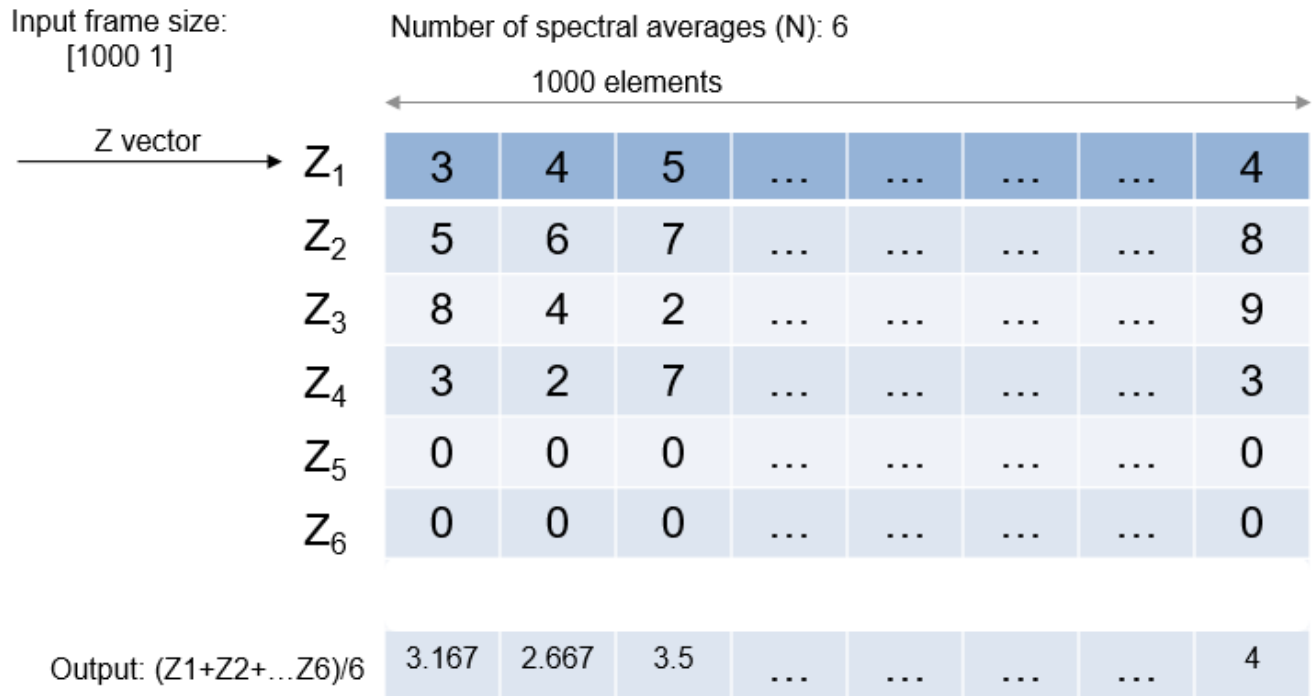 Input frame size:
[1000 1]
Number of spectral averages (N): 6
1000 elements
Z vector
Z₁ 3 4 5 ... ... ... ... 4
Z₂ 5 6 7 ... ... ... ... 8
Z₃ 8 4 2 ... ... ... ... 9
Z₄ 3 2 7 ... ... ... ... 3
Z₅ 0 0 0 ... ... ... ... 0
Z₆ 0 0 0 ... ... ... ... 0
Output: (Z1+Z2+...Z6)/6 3.167 2.667 3.5 ... ... ... ... 4